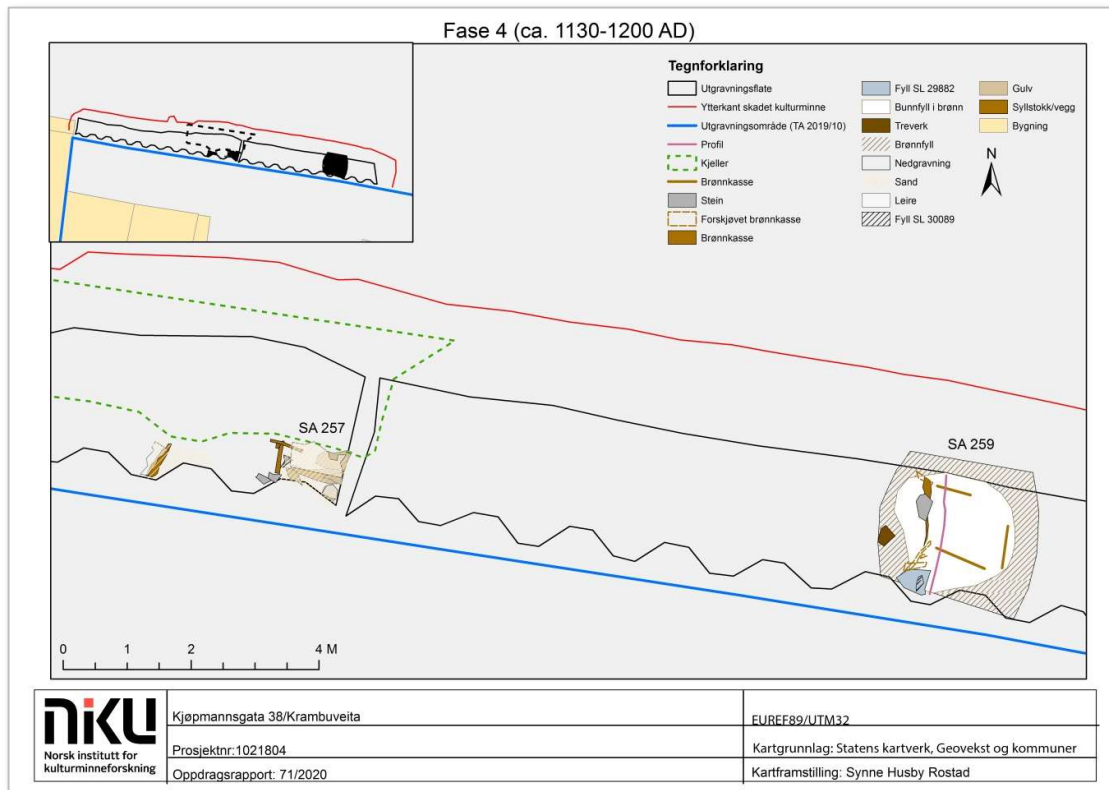 Fase 4 (ca. 1130-1200 AD)
Tegnforklaring
Utgravningsflate
Ytterkant skadet kulturminne
Utgravningsområde (TA 2019/10)
Profil
Kjeller
Brønnkasse
Stein
Forskjøvet brønnkasse
Brønnkasse
Fyll SL 29882
Bunnfyll i brønn
Treverk
Brønnfyll
Nedgravning
Sand
Leire
Fyll SL 30089
Gulv
Syllstokk/vegg
Bygning
N
SA 257
SA 259
0 1 2 4 M
NIKU
Norsk institutt for
kulturminneforskning
Kjøpmannsgata 38/Krambuveita
Prosjektnr:1021804
Oppdragsrapport: 71/2020
EUREF89/UTM32
Kartgrunnlag: Statens kartverk, Geovekst og kommuner
Kartframstilling: Synne Husby Rostad